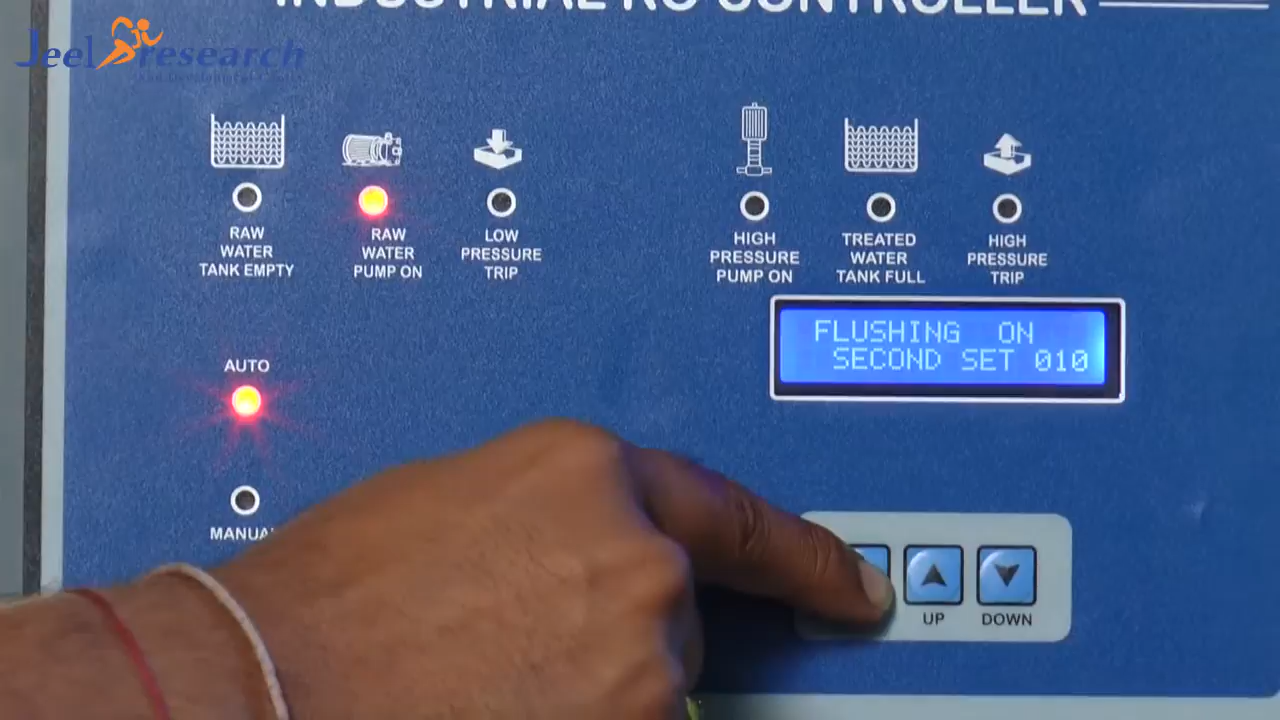 INDUSTRIAL RO CONTROLLER
Jeel research
RAW
WATER
TANK EMPTY
RAW
WATER
PUMP ON
LOW
PRESSURE
TRIP
HIGH
PRESSURE
PUMP ON
TREATED
WATER
TANK FULL
HIGH
PRESSURE
TRIP
FLUSHING ON
SECOND SET 010
AUTO
MANUA
UP
DOWN